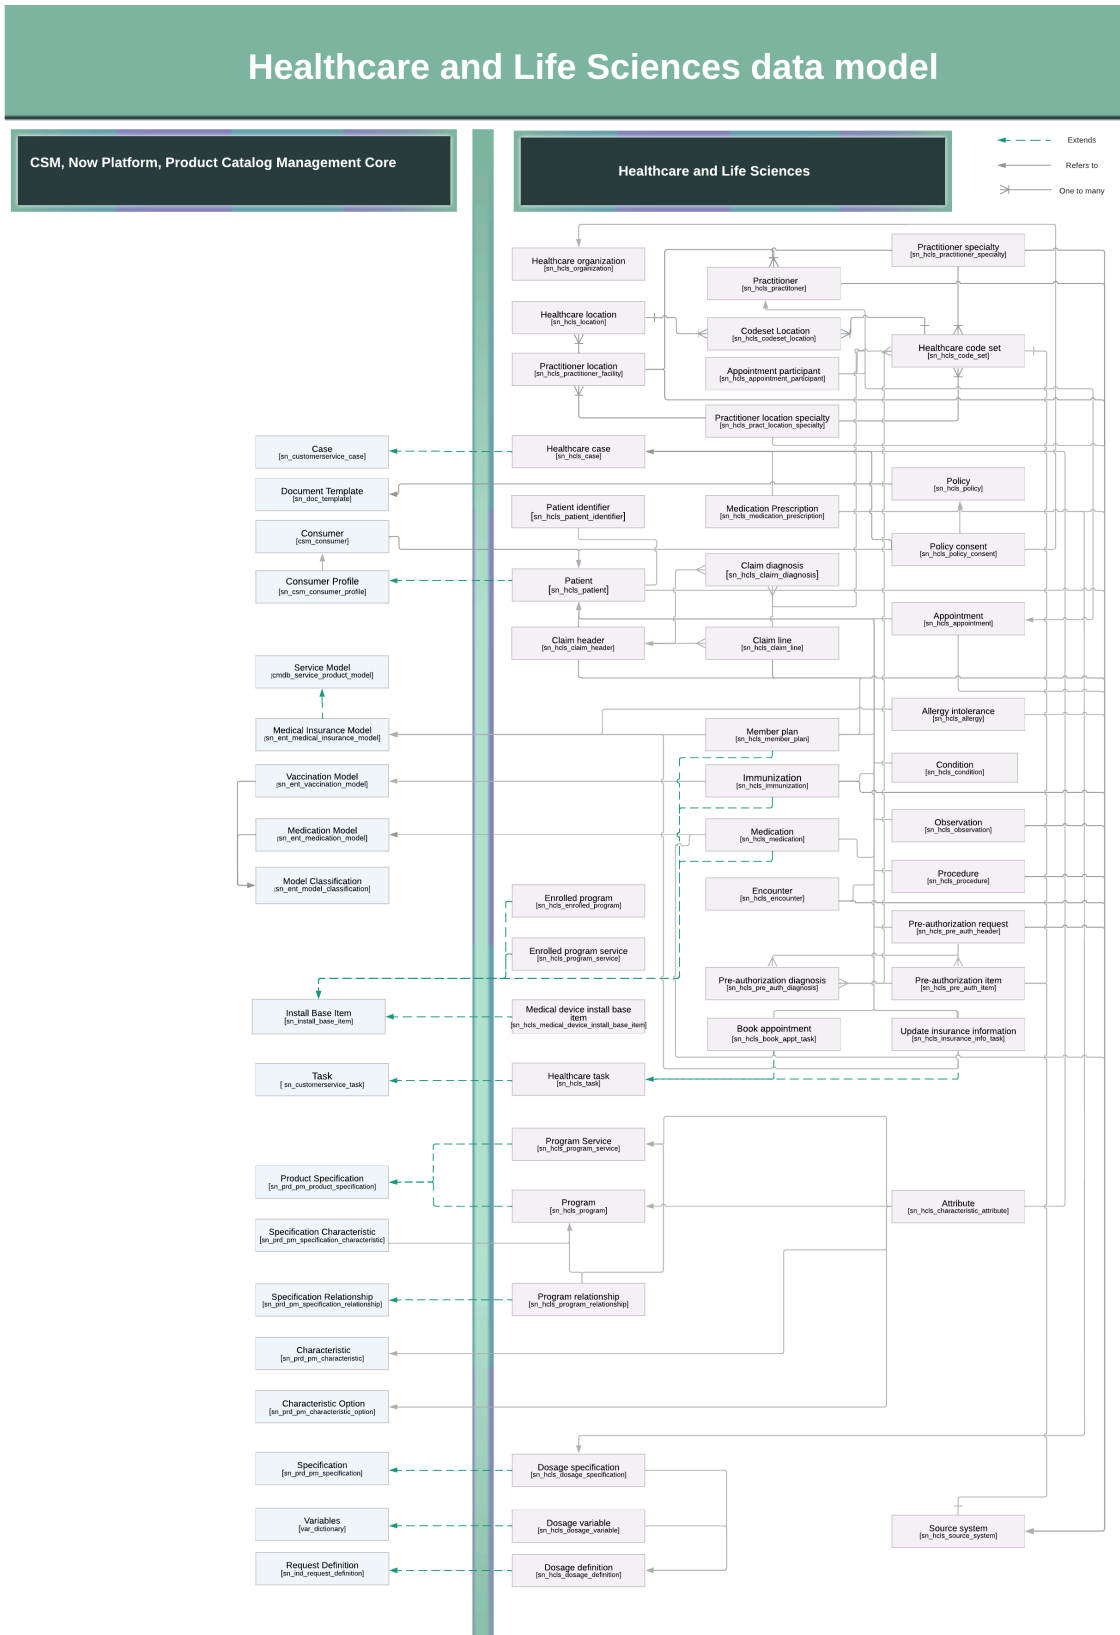 Healthcare and Life Sciences data model
CSM, Now Platform, Product Catalog Management Core
Healthcare and Life Sciences
Extends
Refers to
One to many
Healthcare organization
[sn_hcls_organization]
Practitioner specialty
[sn_hcls_practitioner_specialty]
Practitioner
[sn_hcls_practitoner]
Healthcare location
[sn_hcls_location]
Codeset Location
[sn_hcls_codeset_location]
Healthcare code set
[sn_hcls_code_set]
Practitioner location
[sn_hcls_practitioner_facility]
Appointment participant
[sn_hcls_appointment_participant]
Practitioner location specialty
[sn_hcls_pract_location_specialty]
Case
[sn_customerservice_case]
Healthcare case
[sn_hcls_case]
Document Template
[sn_doc_template]
Policy
[sn_hcls_policy]
Patient identifier
[sn_hcls_patient_identifier]
Medication Prescription
[sn_hcls_medication_prescription]
Consumer
[csm_consumer]
Policy consent
[sn_hcls_policy_consent]
Consumer Profile
[sn_csm_consumer_profile]
Patient
[sn_hcls_patient]
Claim diagnosis
[sn_hcls_claim_diagnosis]
Appointment
[sn_hcls_appointment]
Claim header
[sn_hcls_claim_header]
Claim line
[sn_hcls_claim_line]
Service Model
[cmdb_service_product_model]
Allergy intolerance
[sn_hcls_allergy]
Medical Insurance Model
[sn_ent_medical_insurance_model]
Member plan
[sn_hcls_member_plan]
Vaccination Model
[sn_ent_vaccination_model]
Immunization
[sn_hcls_immunization]
Condition
[sn_hcls_condition]
Medication Model
[sn_ent_medication_model]
Medication
[sn_hcls_medication]
Observation
[sn_hcls_observation]
Model Classification
[sn_ent_model_classification]
Enrolled program
[sn_hcls_enrolled_program]
Encounter
[sn_hcls_encounter]
Procedure
[sn_hcls_procedure]
Enrolled program service
[sn_hcls_program_service]
Pre-authorization request
[sn_hcls_pre_auth_header]
Pre-authorization diagnosis
[sn_hcls_pre_auth_diagnosis]
Pre-authorization item
[sn_hcls_pre_auth_item]
Install Base Item
[sn_install_base_item]
Medical device install base
item
[sn_hcls_medical_device_install_base_item]
Book appointment
[sn_hcls_book_appt_task]
Update insurance information
[sn_hcls_insurance_info_task]
Task
[ sn_customerservice_task]
Healthcare task
[sn_hcls_task]
Program Service
[sn_hcls_program_service]
Product Specification
[sn_prd_pm_product_specification]
Program
[sn_hcls_program]
Attribute
[sn_hcls_characteristic_attribute]
Specification Characteristic
[sn_prd_pm_specification_characteristic]
Specification Relationship
[sn_prd_pm_specification_relationship]
Program relationship
[sn_hcls_program_relationship]
Characteristic
[sn_prd_pm_characteristic]
Characteristic Option
[sn_prd_pm_characteristic_option]
Specification
[sn_prd_pm_specification]
Dosage specification
[sn_hcls_dosage_specification]
Variables
[var_dictionary]
Dosage variable
[sn_hcls_dosage_variable]
Source system
[sn_hcls_source_system]
Request Definition
[sn_ind_request_definition]
Dosage definition
[sn_hcls_dosage_definition]